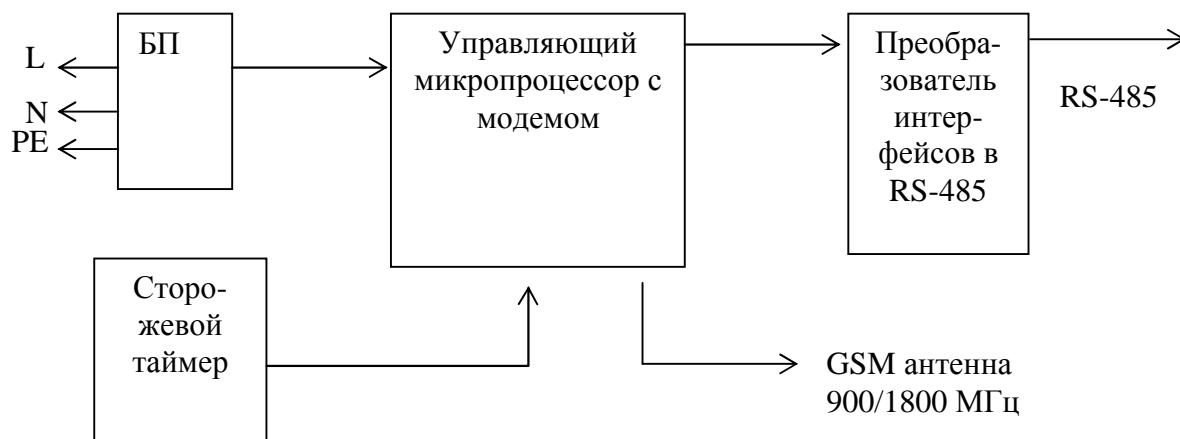 БП
L
N
PE
Управляющий
микропроцессор с
модемом
Преобра-
зователь
интер-
фейсов в
RS-485
RS-485
Сторо-
жевой
таймер
GSM антенна
900/1800 МГц